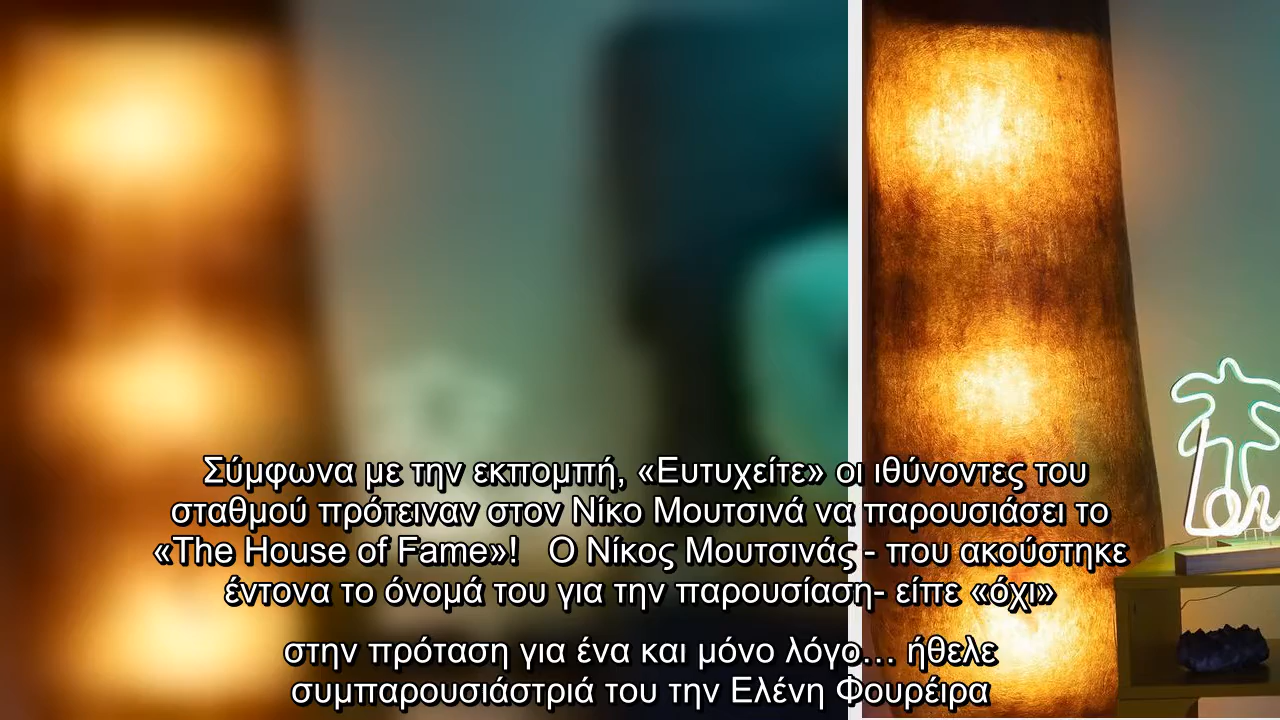 Σύμφωνα με την εκπομπή, «Ευτυχείτε» οι ιθύνοντες του
σταθμού πρότειναν στον Νίκο Μουτσινά να παρουσιάσει το
«The House of Fame»!   Ο Νίκος Μουτσινάς - που ακούστηκε
έντονα το όνομά του για την παρουσίαση- είπε «όχι»
στην πρόταση για ένα και μόνο λόγο… ήθελε
συμπαρουσιάστριά του την Ελένη Φουρέιρα